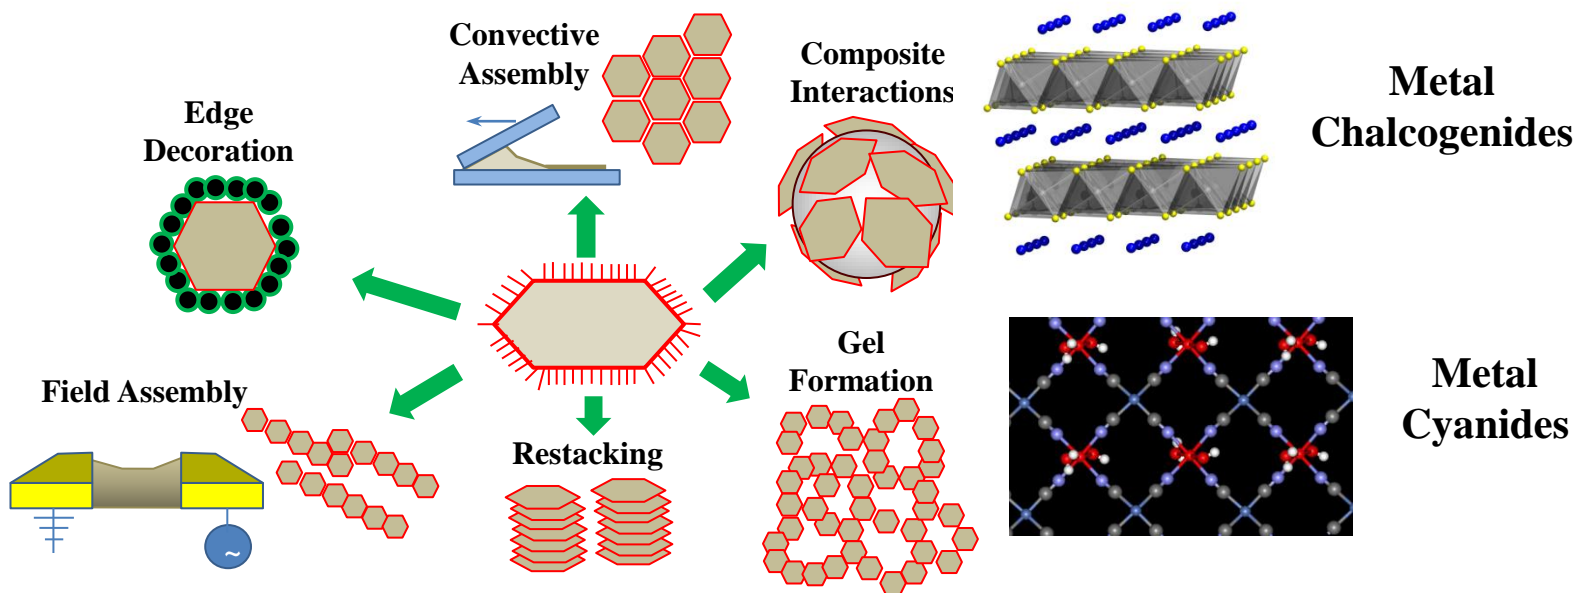 Convective
Assembly
Composite
Interactions
Metal
Chalcogenides
Edge
Decoration
Field Assembly
Restacking
Gel
Formation
Metal
Cyanides
~